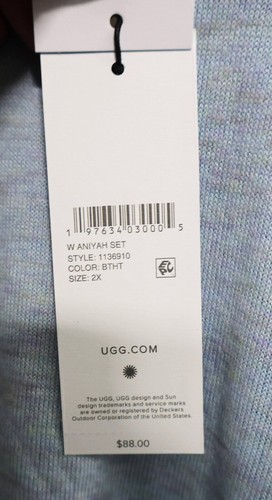 1 97634 03000 5
W ANIYAH SET
STYLE: 1136910
COLOR: BTHT
SIZE: 2X
UGG.COM
The UGG, UGG design and Sun
design trademarks and service marks
are owned or registered by Deckers
Outdoor Corporation of the United States.
$88.00